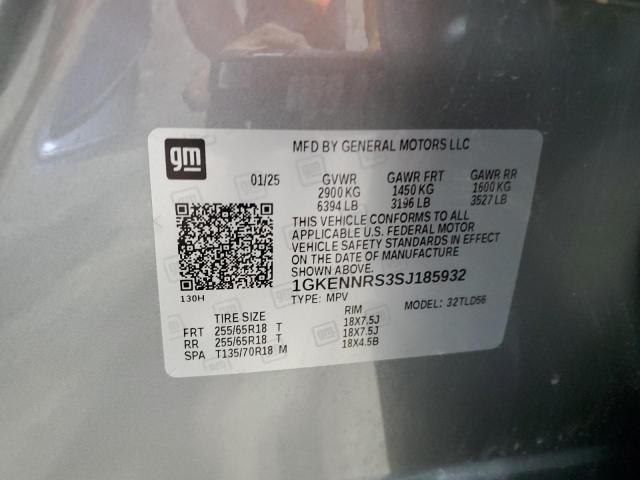 gm
MFD BY GENERAL MOTORS LLC
01/25 GVWR GAWR FRT GAWR RR
2900 KG 1450 KG 1600 KG
6394 LB 3196 LB 3527 LB
THIS VEHICLE CONFORMS TO ALL
APPLICABLE U.S. FEDERAL MOTOR
VEHICLE SAFETY STANDARDS IN EFFECT
ON THE DATE OF MANUFACTURE
SHOWN ABOVE.
1GKENNRS3SJ185932
130H
TYPE: MPV MODEL: 32TLD56
TIRE SIZE RIM
FRT 255/65R18 T 18X7.5J
RR 255/65R18 T 18X7.5J
SPA T135/70R18 M 18X4.5B